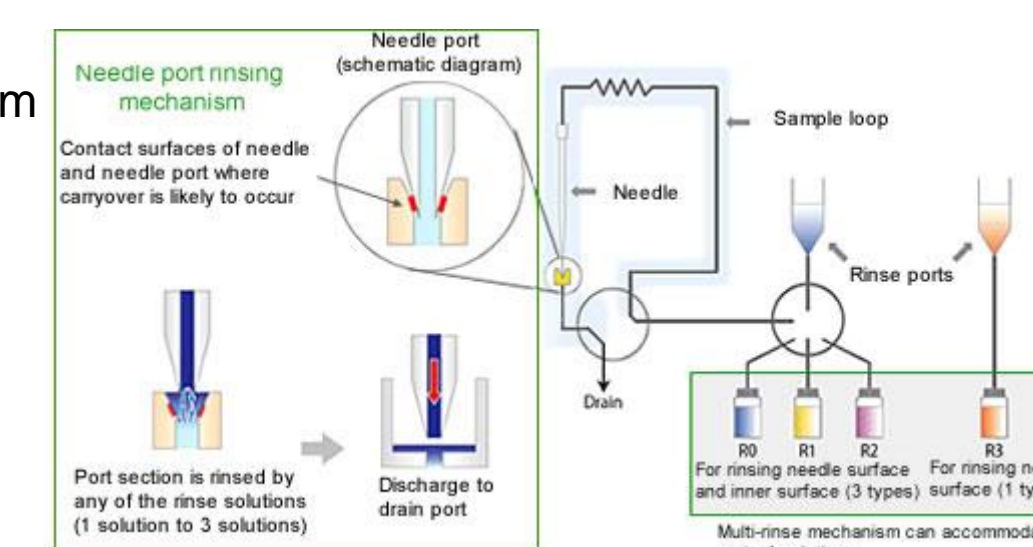 m
Needle port rinsing
mechanism
Needle port
(schematic diagram)
Contact surfaces of needle
and needle port where
carryover is likely to occur
Sample loop
Needle
Rinse ports
Drain
Port section is rinsed by
any of the rinse solutions
(1 solution to 3 solutions)
Discharge to
drain port
R0 R1 R2 R3
For rinsing needle surface
and inner surface (3 types)
For rinsing
surface (1
Multi-rinse mechanism can